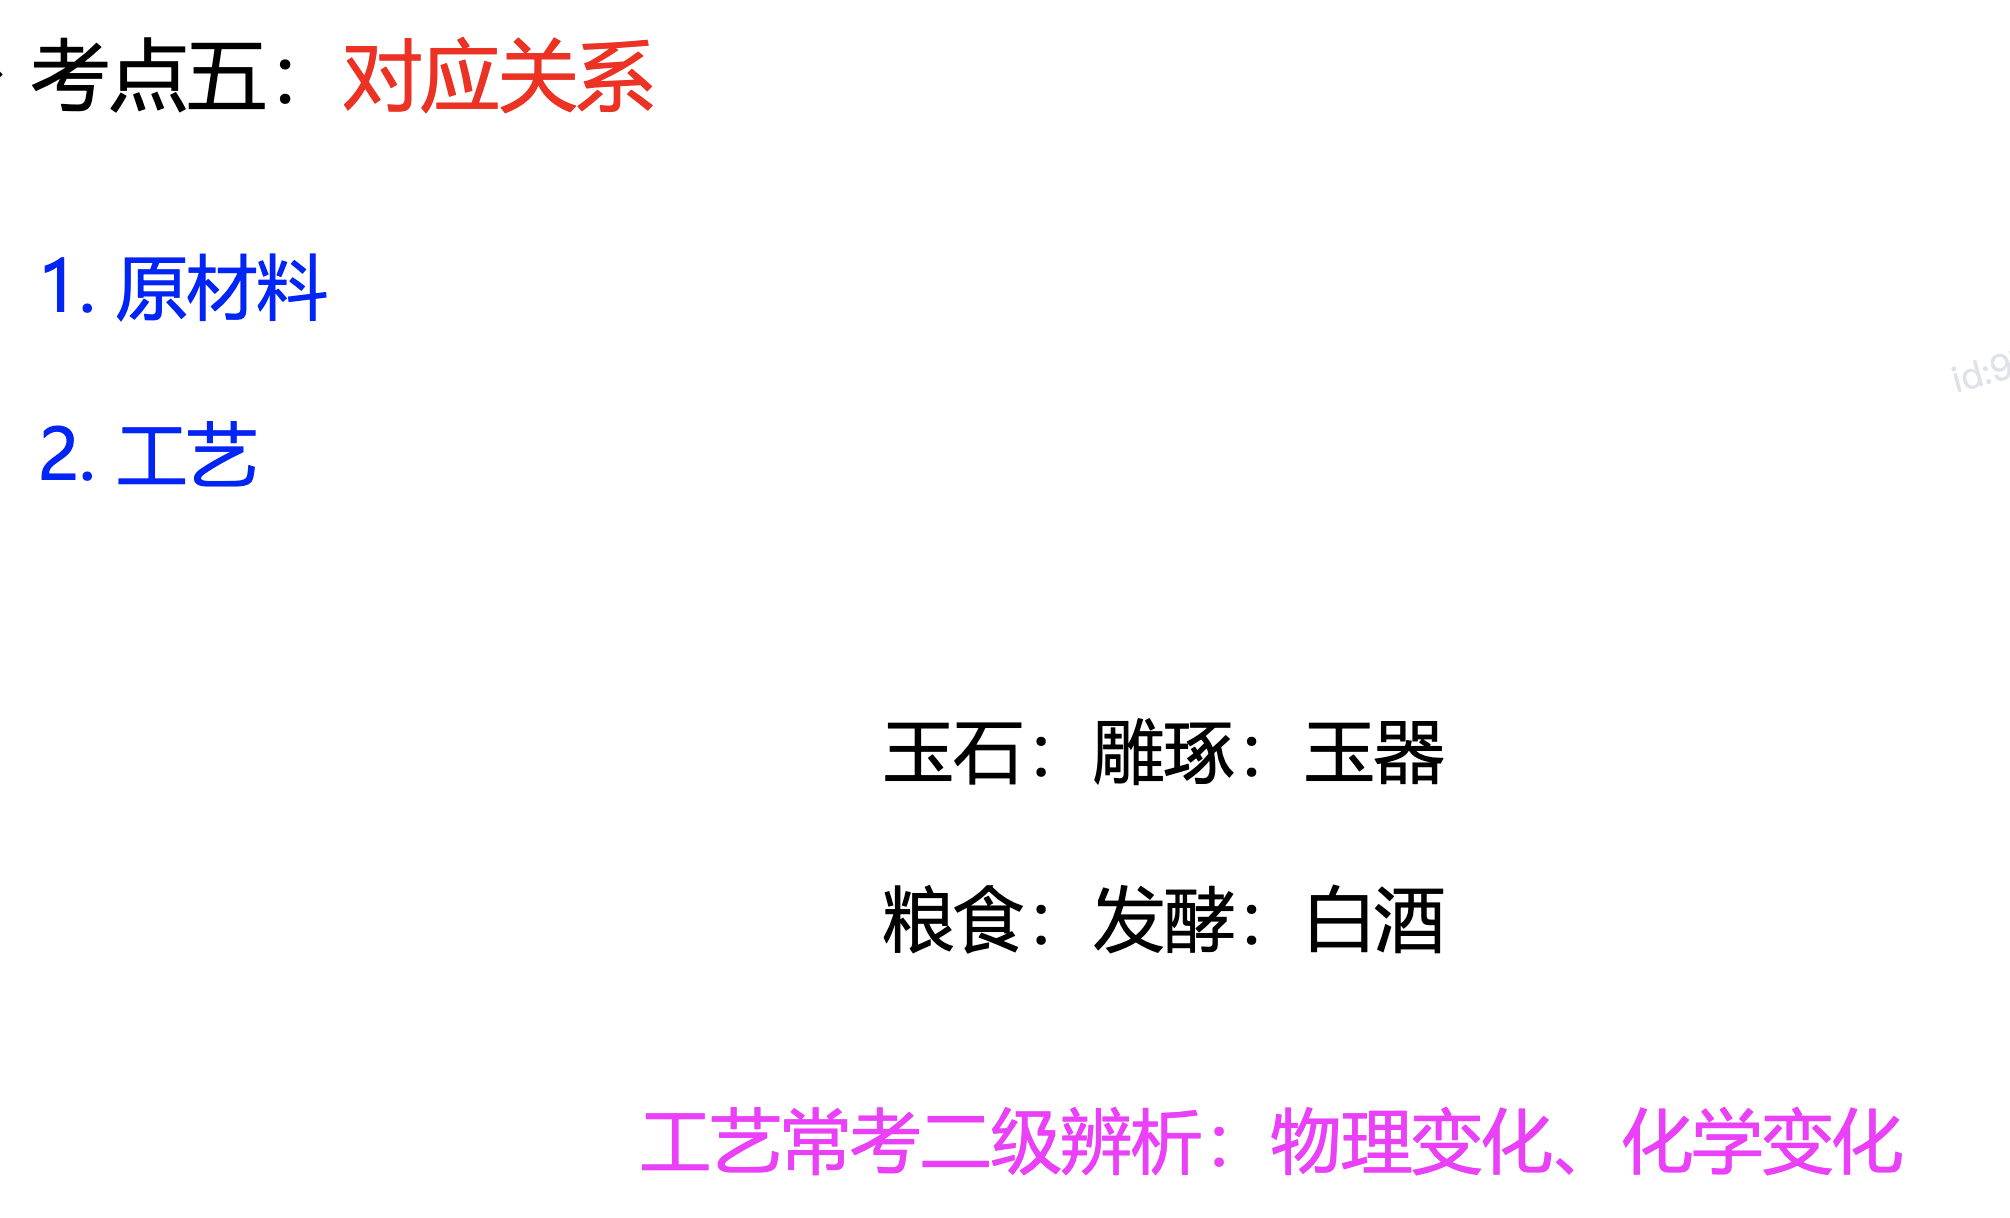 考点五：对应关系
1. 原材料
id:9
2. 工艺
玉石：雕琢：玉器
粮食：发酵：白酒
工艺常考二级辨析：物理变化、化学变化